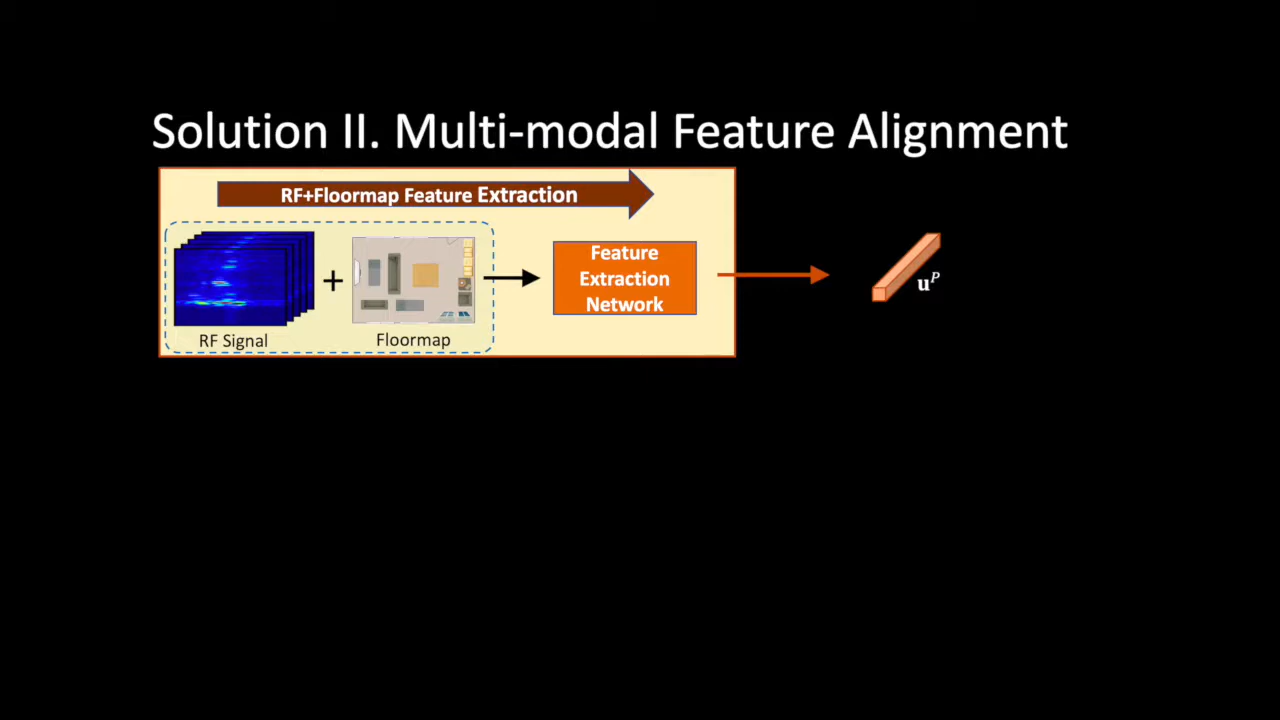 Solution II. Multi-modal Feature Alignment
RF+Floormap Feature Extraction
Feature
Extraction
Network
+
u^P
RF Signal
Floormap